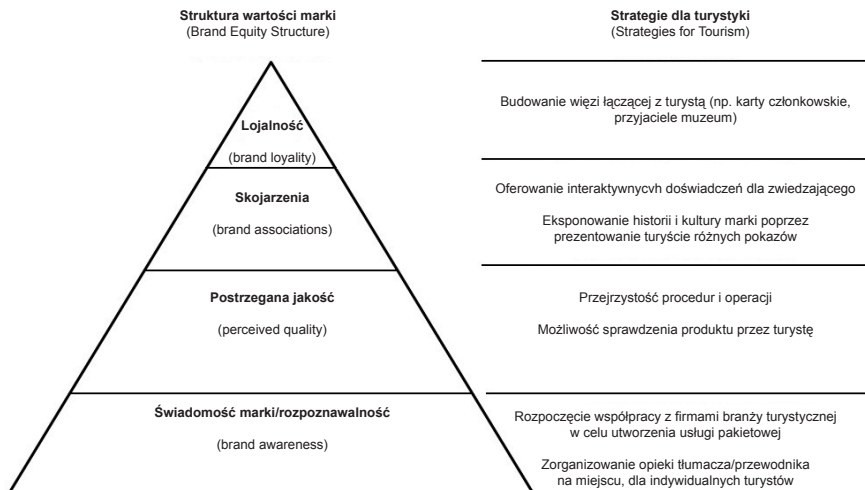 Struktura wartości marki
(Brand Equity Structure)
Strategie dla turystyki
(Strategies for Tourism)
Lojalność
(brand loyality)
Budowanie więzi łączącej z turystą (np. karty członkowskie,
przyjaciele muzeum)
Skojarzenia
(brand associations)
Oferowanie interaktywnycvh doświadczeń dla zwiedzającego
Eksponowanie historii i kultury marki poprzez
prezentowanie turyście różnych pokazów
Postrzegana jakość
(perceived quality)
Przejrzystość procedur i operacji
Możliwość sprawdzenia produktu przez turystę
Świadomość marki/rozpoznawalność
(brand awareness)
Rozpoczęcie współpracy z firmami branży turystycznej
w celu utworzenia usługi pakietowej
Zorganizowanie opieki tłumacza/przewodnika
na miejscu, dla indywidualnych turystów